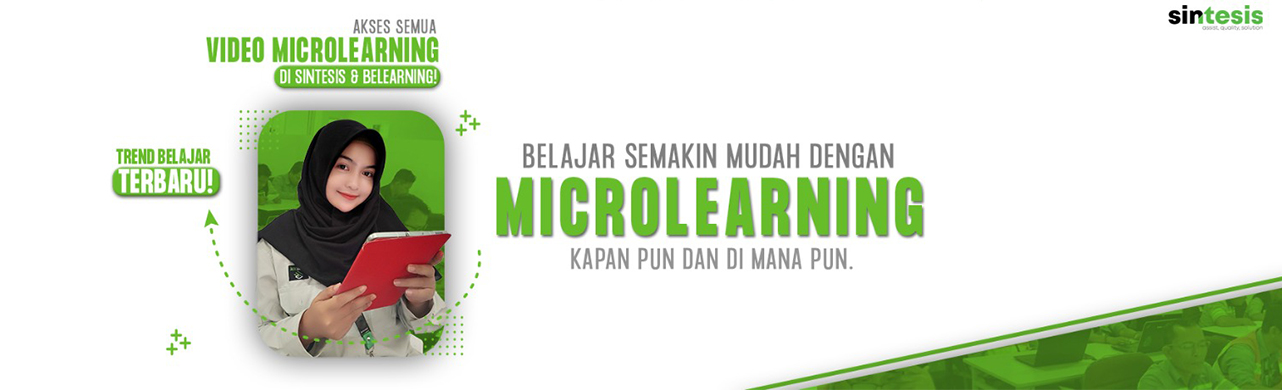 sintesis
assist, quality, solution
AKSES SEMUA
VIDEO MICROLEARNING
DI SINTESIS & BELEARNING!
TREND BELAJAR
TERBARU!
BELAJAR SEMAKIN MUDAH DENGAN
MICROLEARNING
KAPAN PUN DAN DI MANA PUN.